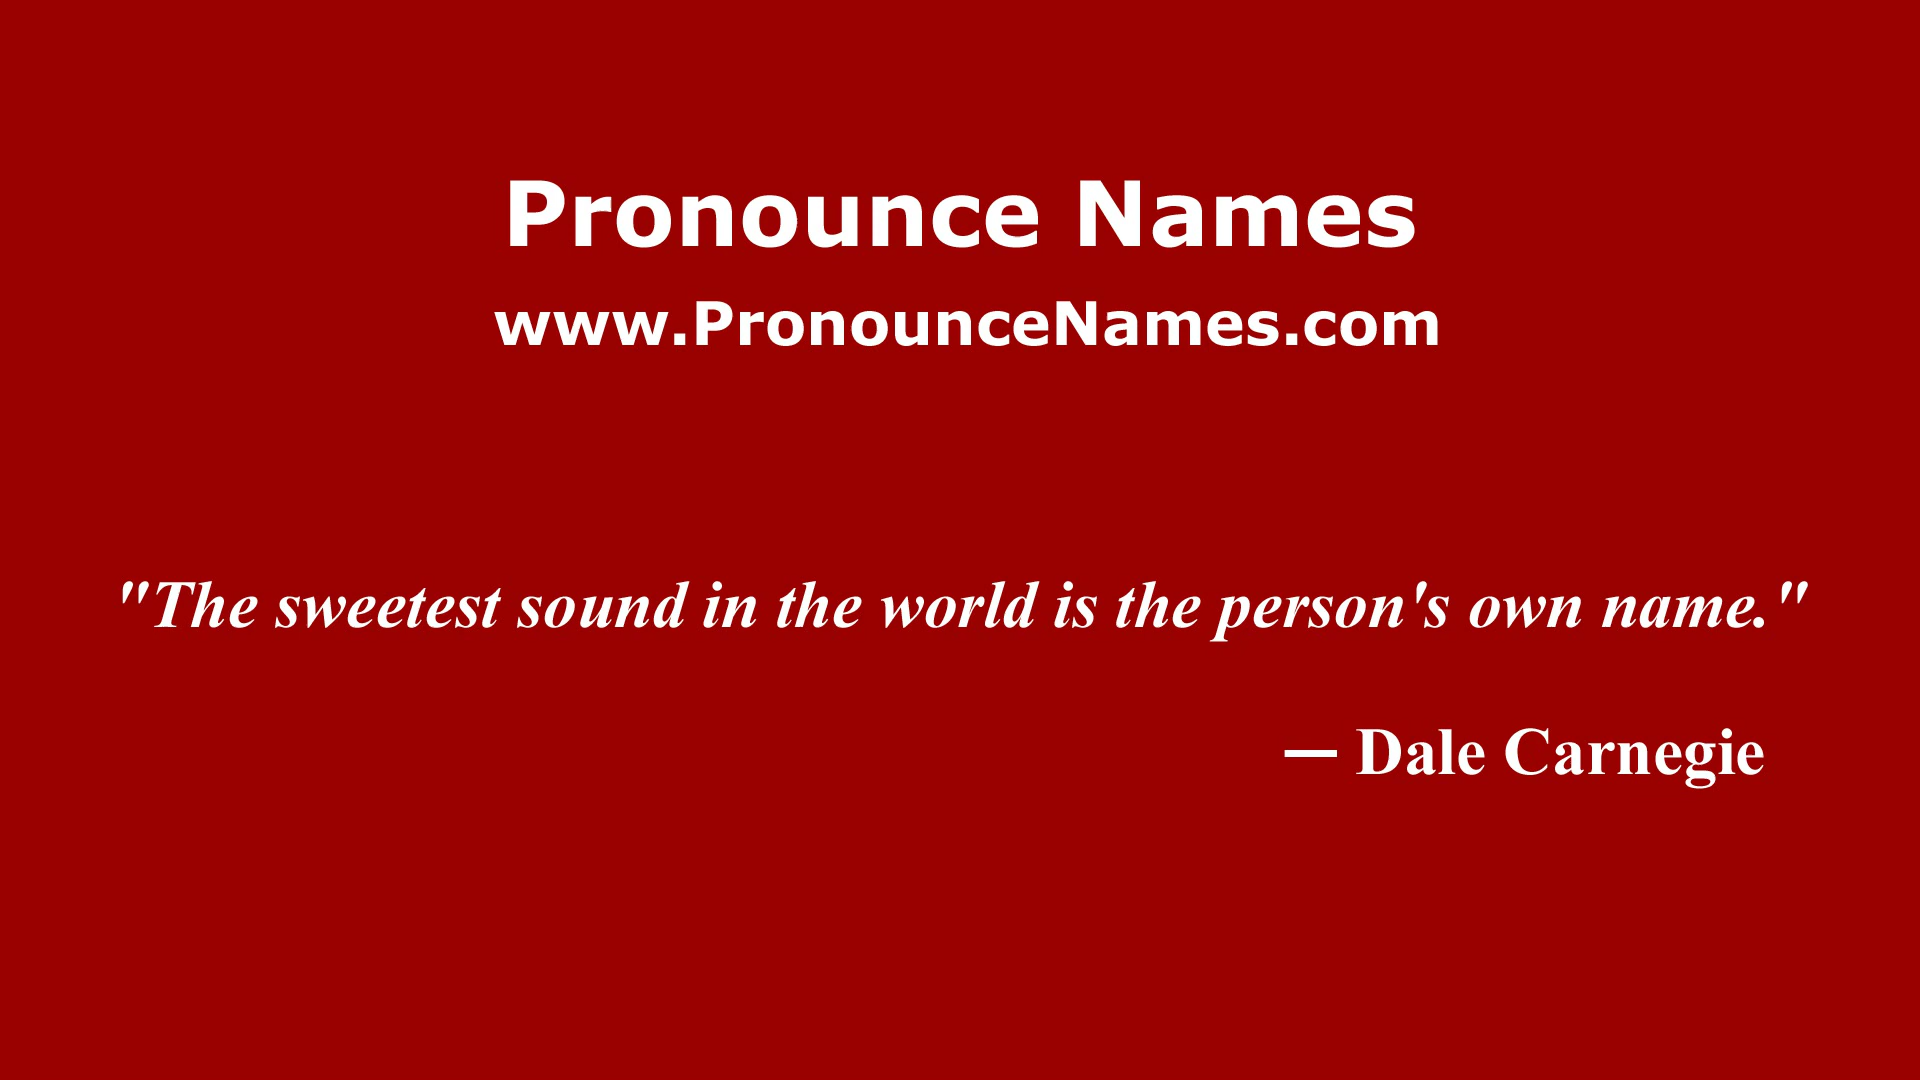 Pronounce Names
www.PronounceNames.com
"The sweetest sound in the world is the person's own name."
— Dale Carnegie